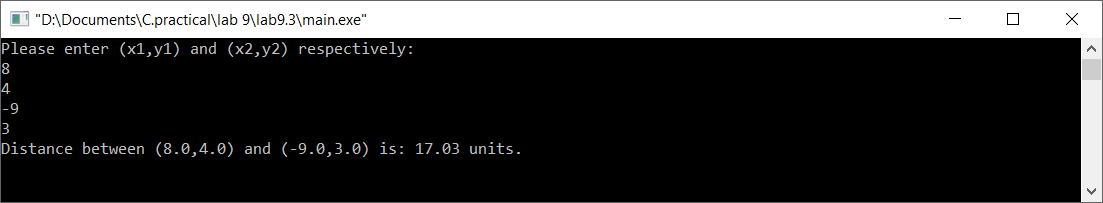 "D:\Documents\C.practical\lab 9\lab9.3\main.exe"
Please enter (x1,y1) and (x2,y2) respectively:
8
4
-9
3
Distance between (8.0,4.0) and (-9.0,3.0) is: 17.03 units.